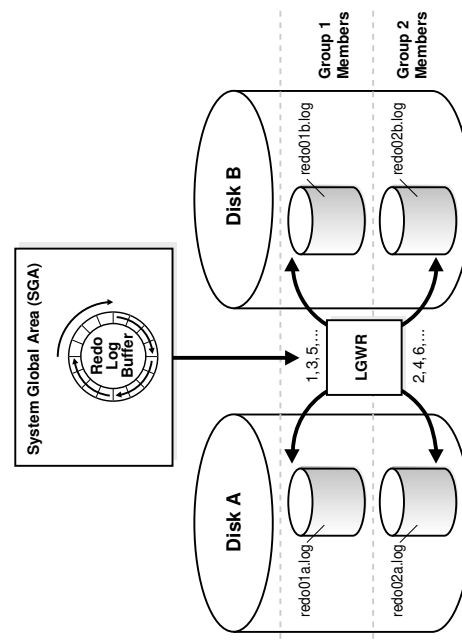 System Global Area (SGA)
Redo
Log
Buffer
Disk A
Disk B
1, 3, 5,...
redo01a.log
redo01b.log
Group 1
Members
LGWR
2, 4, 6,...
redo02a.log
redo02b.log
Group 2
Members